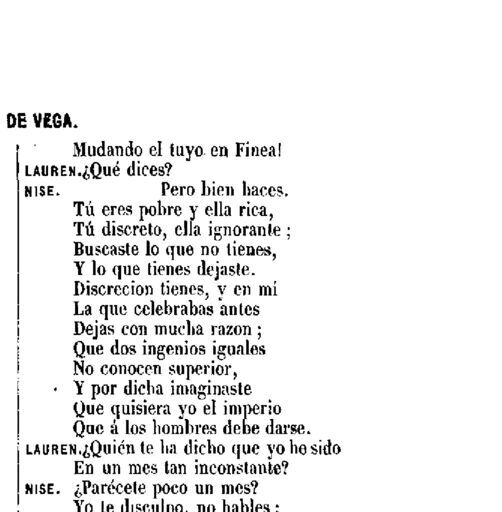 DE VEGA.
Mudando el tuyo en Finea!
LAUREN. ¿Qué dices?
NISE. Pero bien haces.
Tú eres pobre y ella rica,
Tú discreto, ella ignorante;
Buscaste lo que no tienes,
Y lo que tienes dejaste.
Discrecion tienes, y en mí
La que celebrabas ántes
Dejas con mucha razon;
Que dos ingenios iguales
No conocen superior,
Y por dicha imaginaste
Que quisiera yo el imperio
Que á los hombres debe darse.
LAUREN. ¿Quién te ha dicho que yo he sido
En un mes tan inconstante?
NISE. ¿Parécete poco un mes?
Yo te disculpo, no hables;